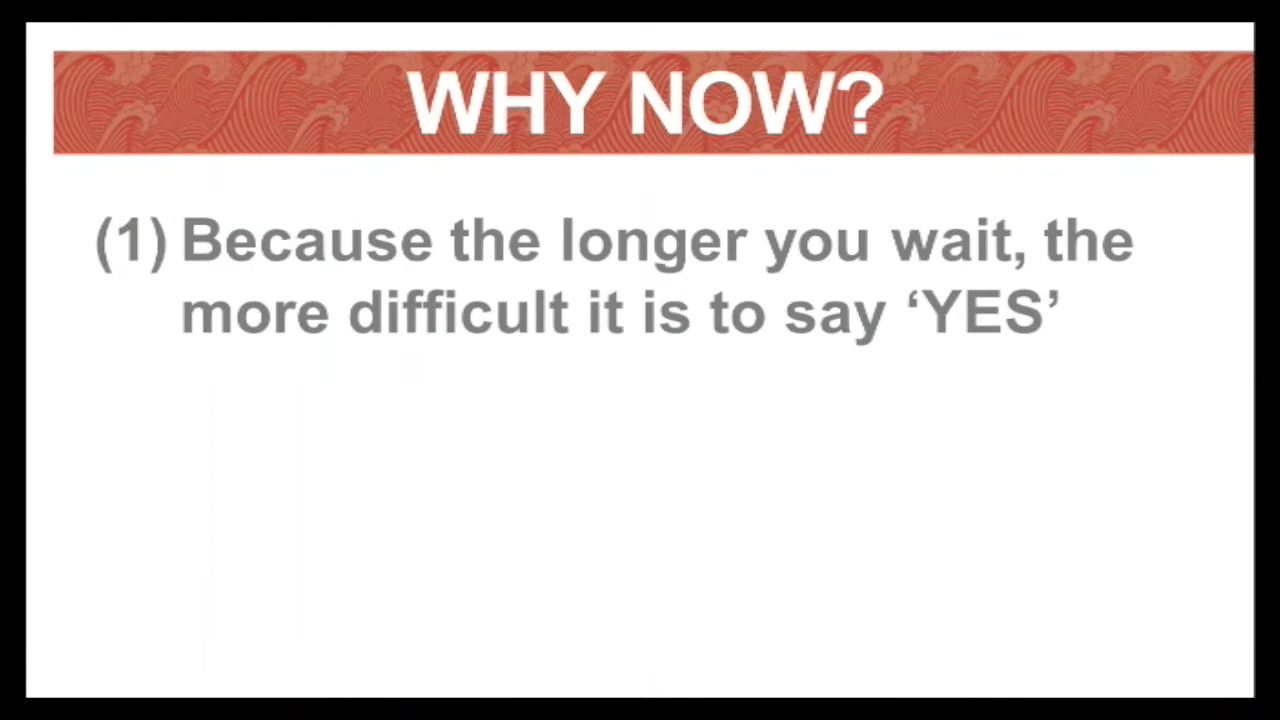 WHY NOW?
(1) Because the longer you wait, the
more difficult it is to say ‘YES’